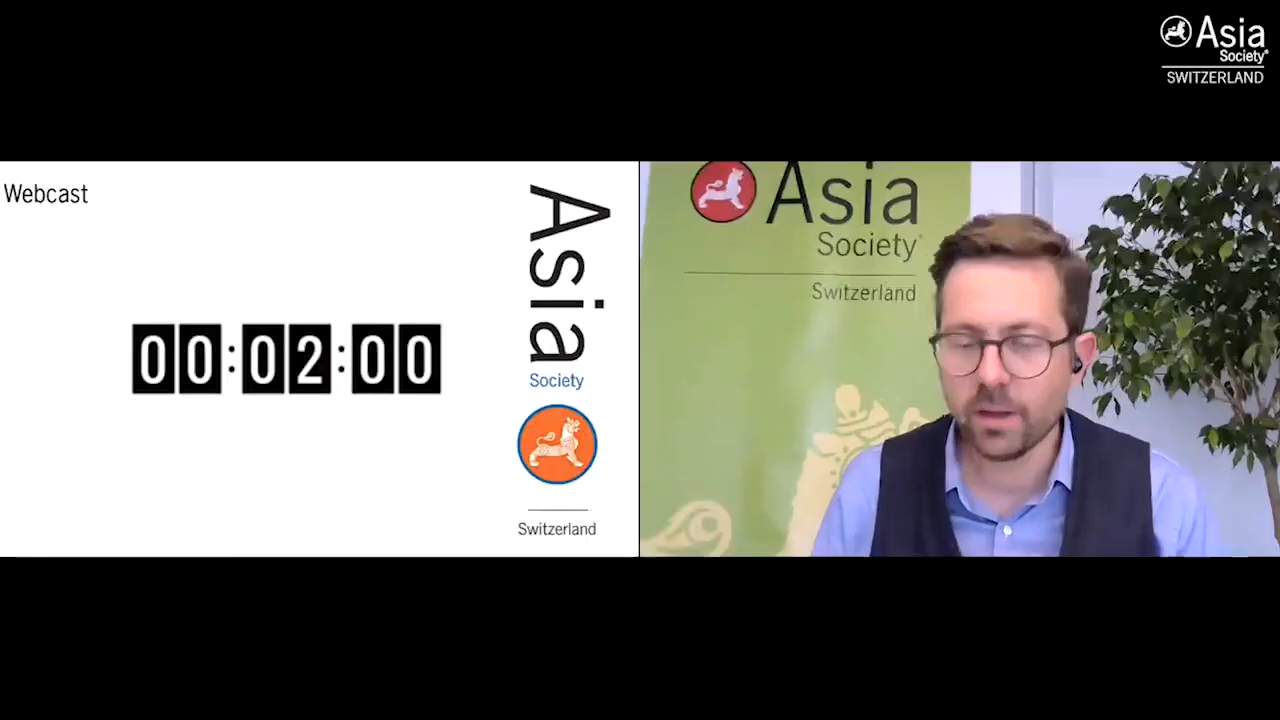 Asia
Society®
SWITZERLAND
Webcast
00:02:00
Asia
Society
Switzerland
Asia
Society
Switzerland